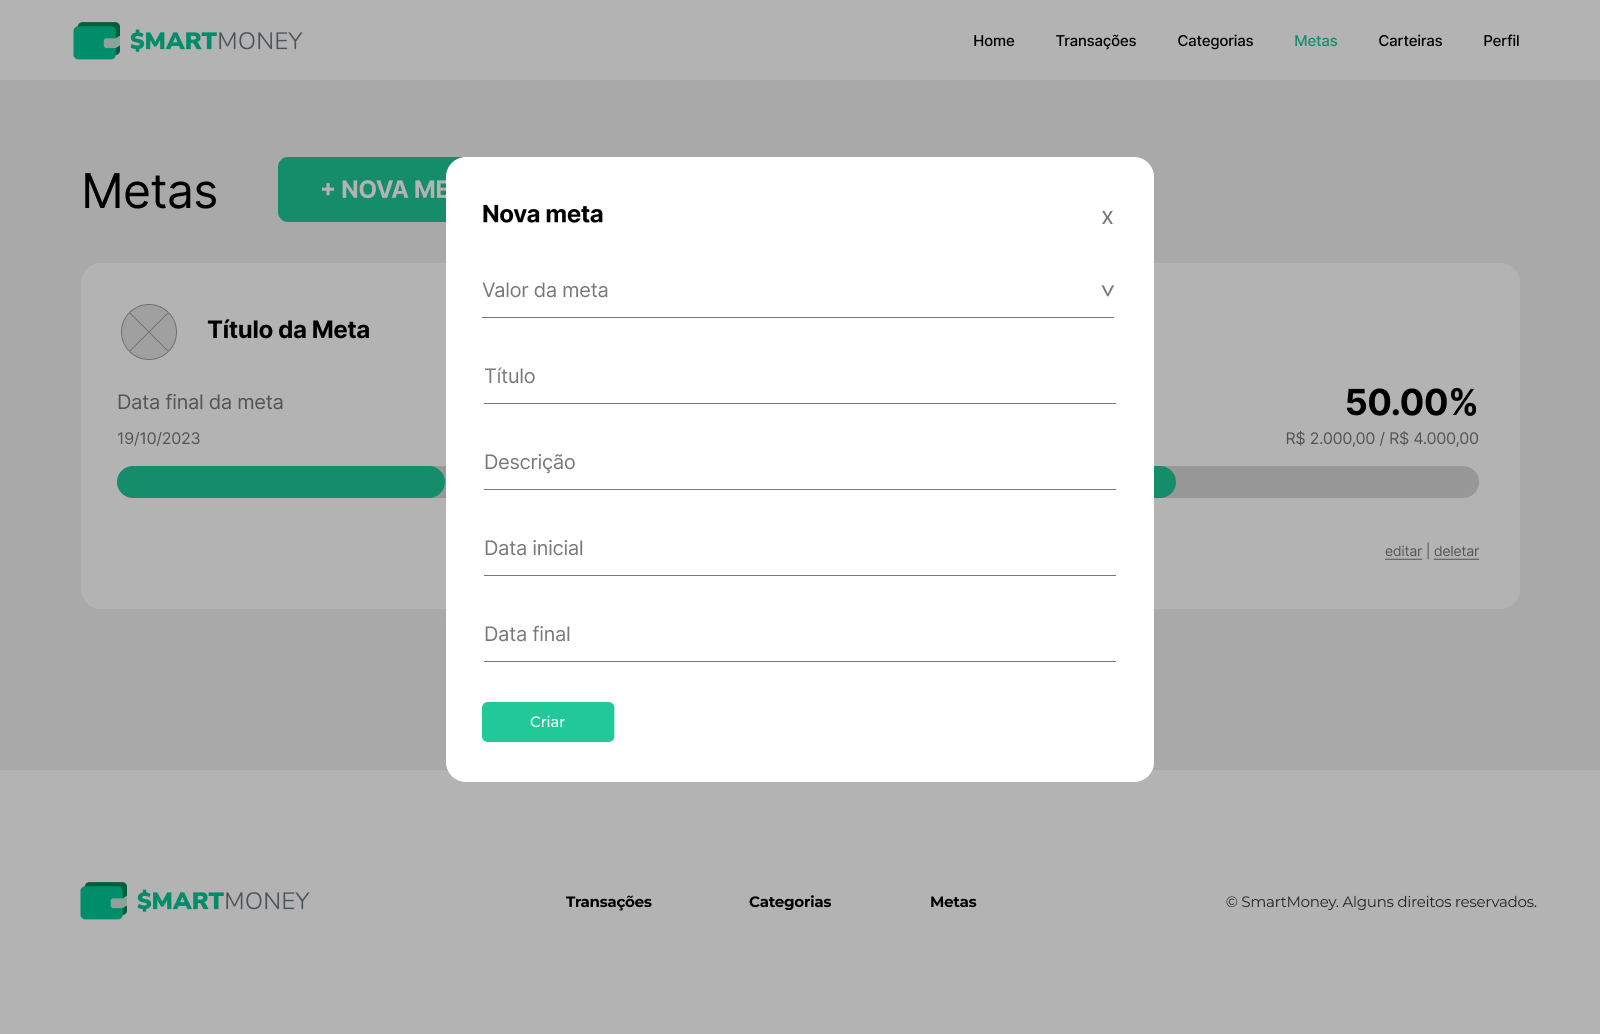 $MARTMONEY
Home Transações Categorias Metas Carteiras Perfil
Metas
+ NOVA ME
Nova meta
x
Valor da meta
Título
Descrição
Data inicial
Data final
Criar
Título da Meta
Data final da meta
19/10/2023
50.00%
R$ 2.000,00 / R$ 4.000,00
editar | deletar
$MARTMONEY
Transações Categorias Metas
© SmartMoney. Alguns direitos reservados.